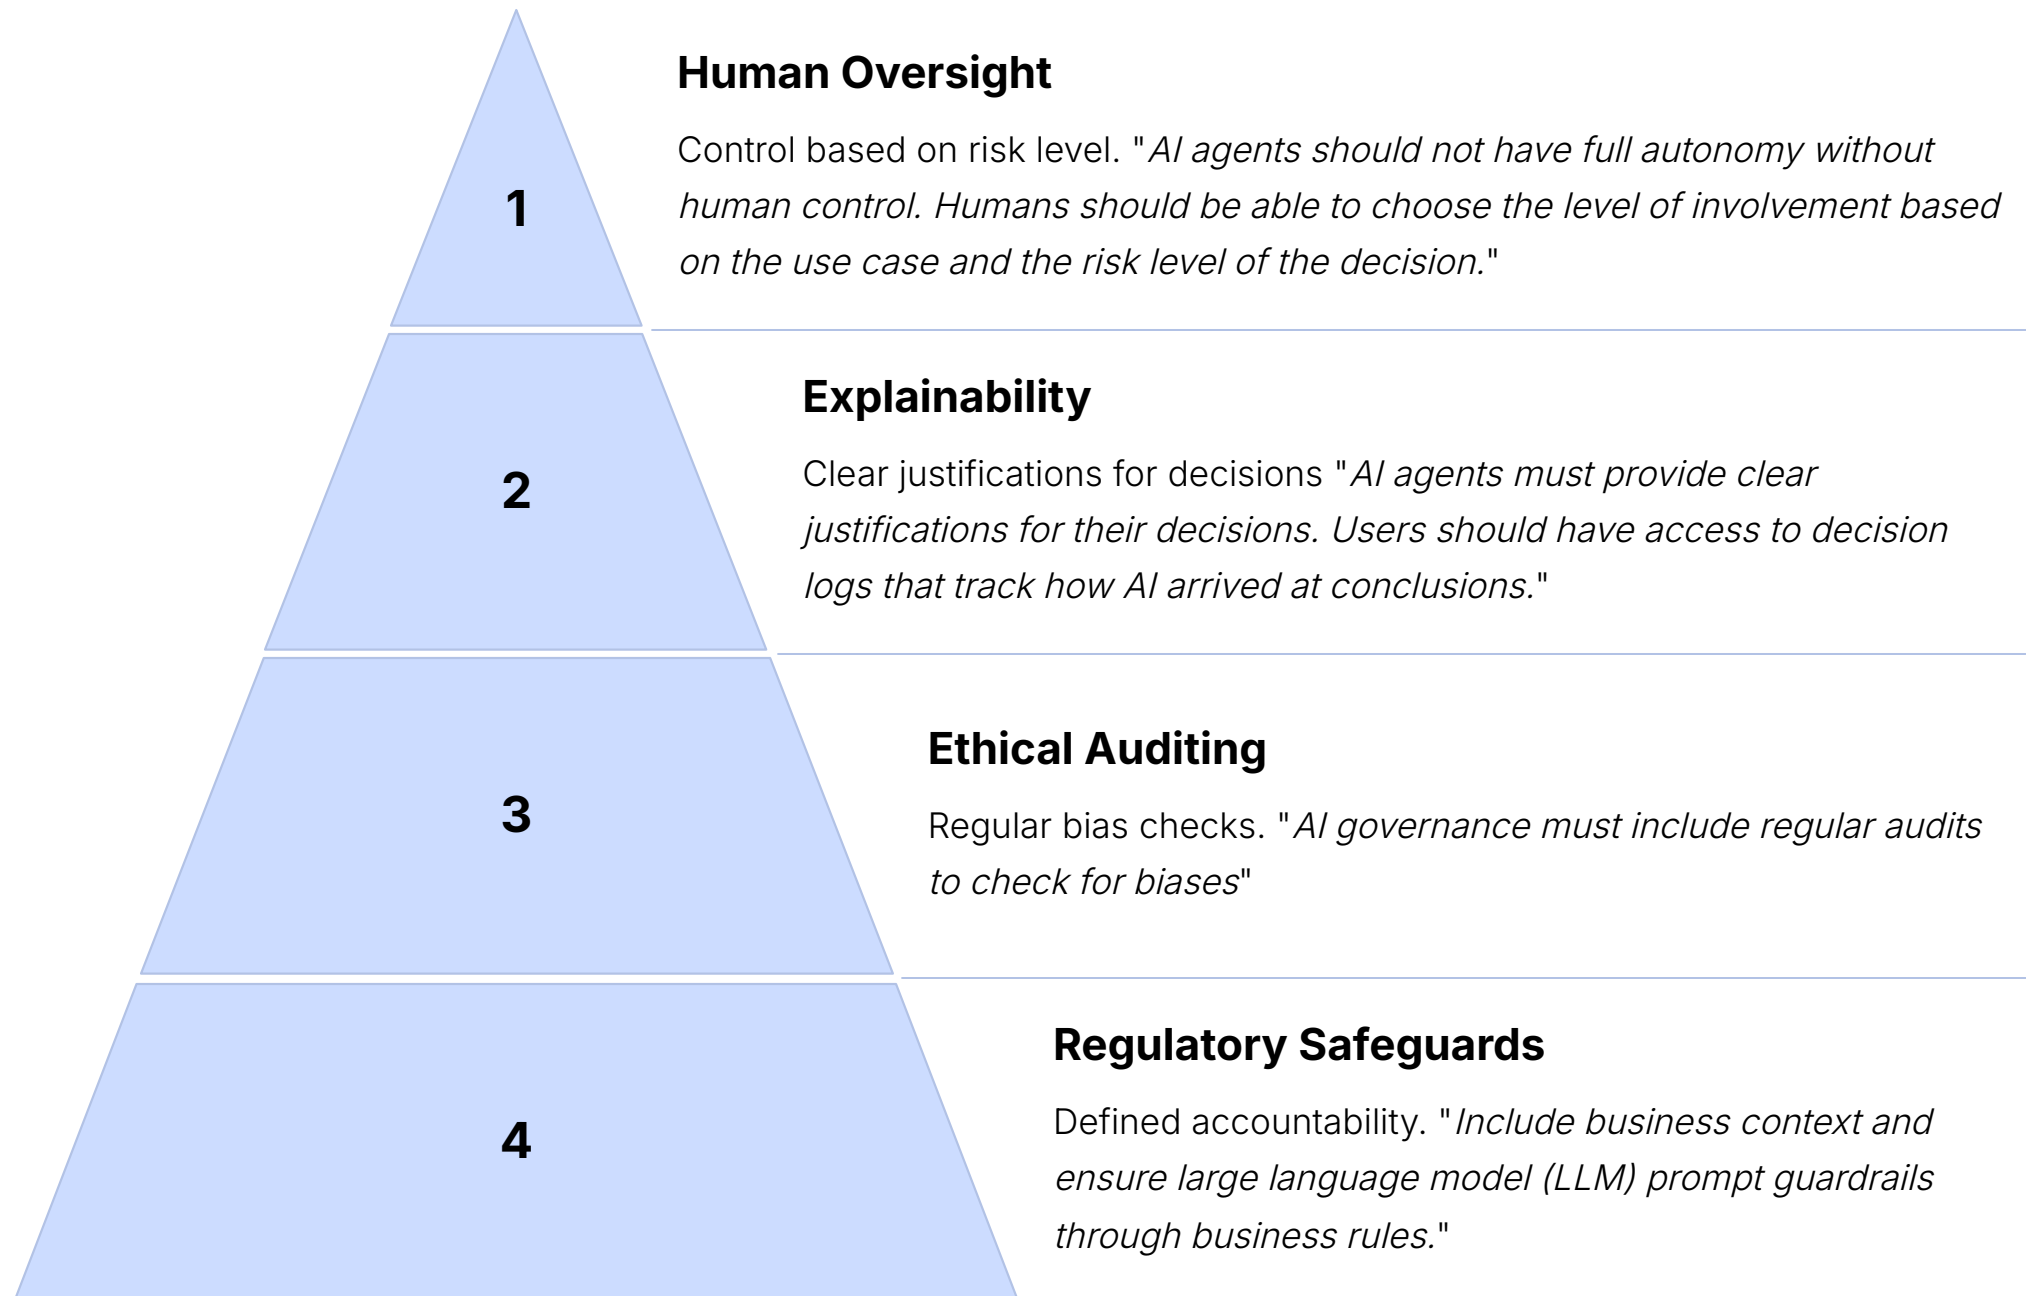 1
Human Oversight
Control based on risk level. "AI agents should not have full autonomy without
human control. Humans should be able to choose the level of involvement based
on the use case and the risk level of the decision."
2
Explainability
Clear justifications for decisions "AI agents must provide clear
justifications for their decisions. Users should have access to decision
logs that track how AI arrived at conclusions."
3
Ethical Auditing
Regular bias checks. "AI governance must include regular audits
to check for biases"
4
Regulatory Safeguards
Defined accountability. "Include business context and
ensure large language model (LLM) prompt guardrails
through business rules."